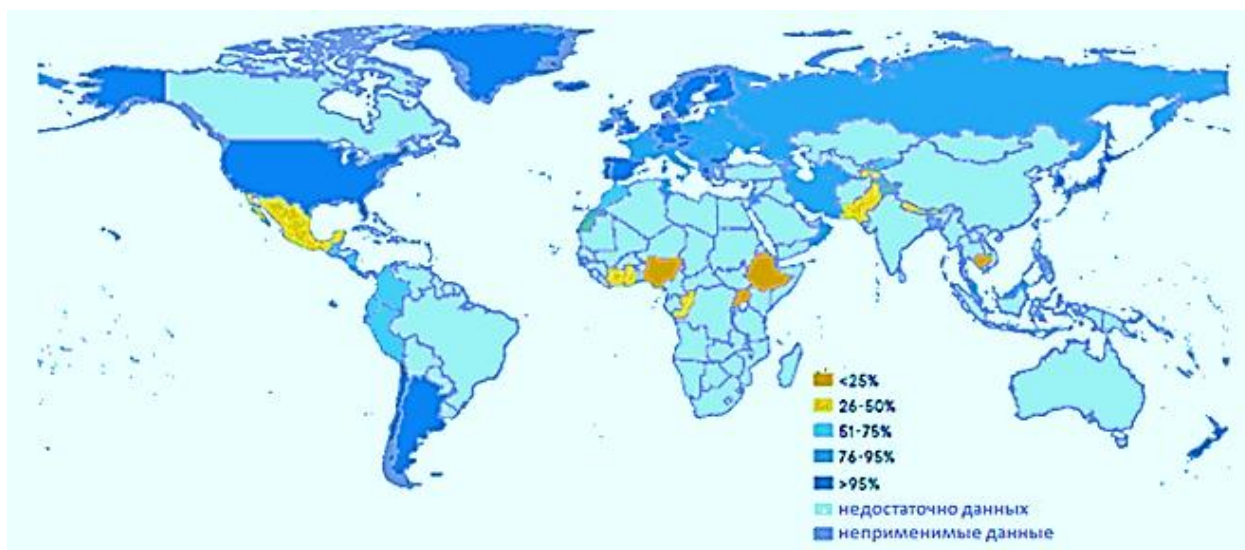 <25%
26-50%
51-75%
76-95%
>95%
недостаточно данных
неприменимые данные